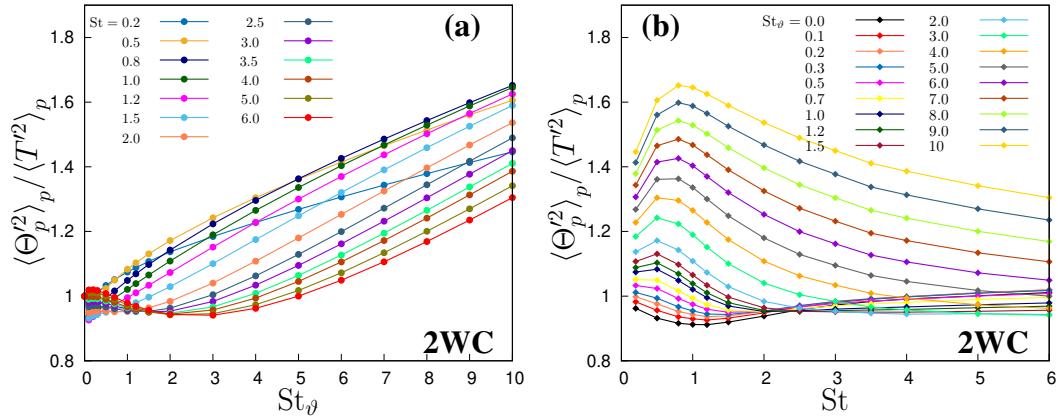 (a)
St = 0.2 2.5
0.5 3.0
0.8 3.5
1.0 4.0
1.2 5.0
1.5 6.0
2.0
1.8
1.6
1.4
1.2
1
0.8
⟨Θ′²_p⟩_p / ⟨T′²⟩_p
2WC
0 1 2 3 4 5 6 7 8 9 10
St_ϑ
(b)
St_ϑ = 0.0 2.0
0.1 3.0
0.2 4.0
0.3 5.0
0.5 6.0
0.7 7.0
1.0 8.0
1.2 9.0
1.5 10
1.8
1.6
1.4
1.2
1
0.8
⟨Θ′²_p⟩_p / ⟨T′²⟩_p
2WC
0 1 2 3 4 5 6
St